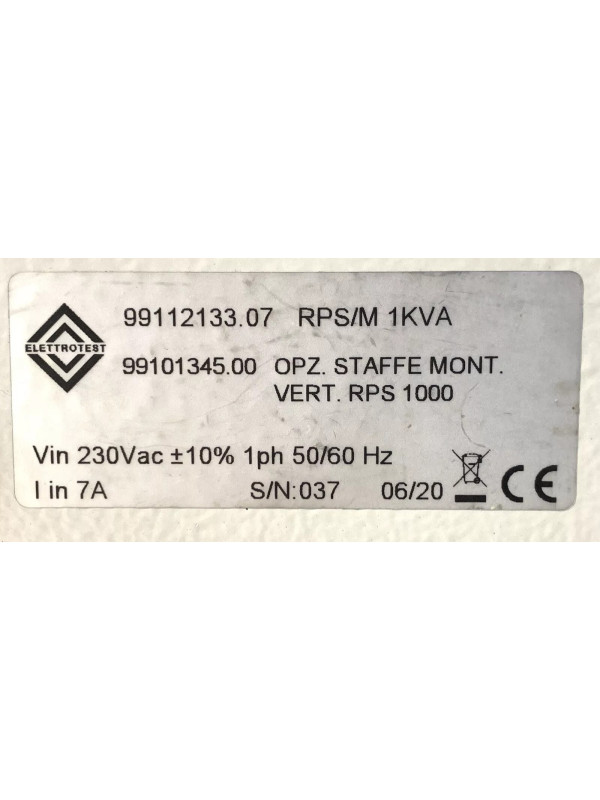 ELETTROTEST
99112133.07 RPS/M 1KVA
99101345.00 OPZ. STAFFE MONT.
VERT. RPS 1000
Vin 230Vac ±10% 1ph 50/60 Hz
I in 7A S/N:037 06/20 CE